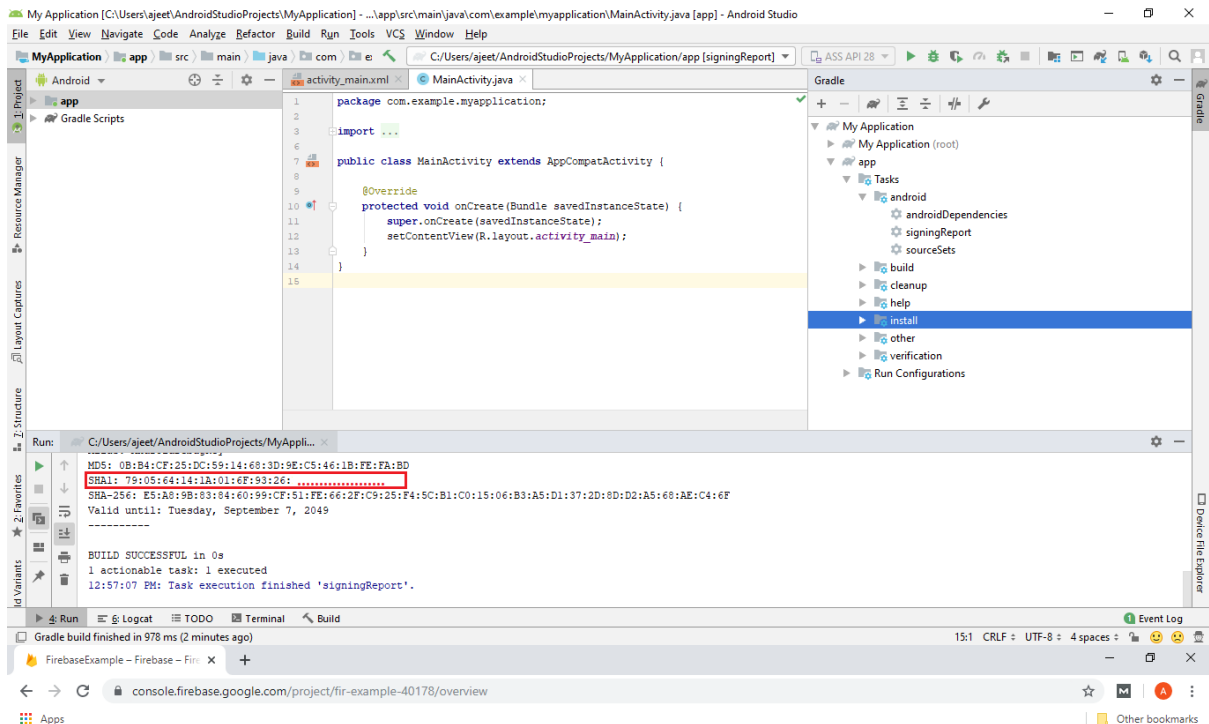 My Application [C:\Users\ajeet\AndroidStudioProjects\MyApplication] - ...\app\src\main\java\com\example\myapplication\MainActivity.java [app] - Android Studio
File Edit View Navigate Code Analyze Refactor Build Run Tools VCS Window Help
MyApplication app src main java com e: C:/Users/ajeet/AndroidStudioProjects/MyApplication/app [singingReport] ASS API 28
1: Project
Resource Manager
Layout Captures
7: Structure
2: Favorites
ld Variants
Android
app
Gradle Scripts
activity_main.xml MainActivity.java
1 package com.example.myapplication;
2
3 import ...
6
7 public class MainActivity extends AppCompatActivity {
8
9 @Override
10 protected void onCreate(Bundle savedInstanceState) {
11 super.onCreate(savedInstanceState);
12 setContentView(R.layout.activity_main);
13 }
14 }
15
Gradle
My Application
My Application (root)
app
Tasks
android
androidDependencies
signingReport
sourceSets
build
cleanup
help
install
other
verification
Run Configurations
Gradle
Device File Explorer
Run: C:/Users/ajeet/AndroidStudioProjects/MyAppli...
MD5: 0B:B4:CF:25:DC:59:14:68:3D:9E:C5:46:1B:FE:FA:BD
SHA1: 79:05:64:14:1A:01:6F:93:26: ...................
SHA-256: E5:A8:9B:83:84:60:99:CF:51:FE:66:2F:C9:25:F4:5C:B1:C0:15:06:B3:A5:D1:37:2D:8D:D2:A5:68:AE:C4:6F
Valid until: Tuesday, September 7, 2049
----------
BUILD SUCCESSFUL in 0s
1 actionable task: 1 executed
12:57:07 PM: Task execution finished 'signingReport'.
4: Run 6: Logcat TODO Terminal Build 1 Event Log
Gradle build finished in 978 ms (2 minutes ago) 15:1 CRLF UTF-8 4 spaces
FirebaseExample – Firebase – Fire
console.firebase.google.com/project/fir-example-40178/overview M A
Apps Other bookmarks